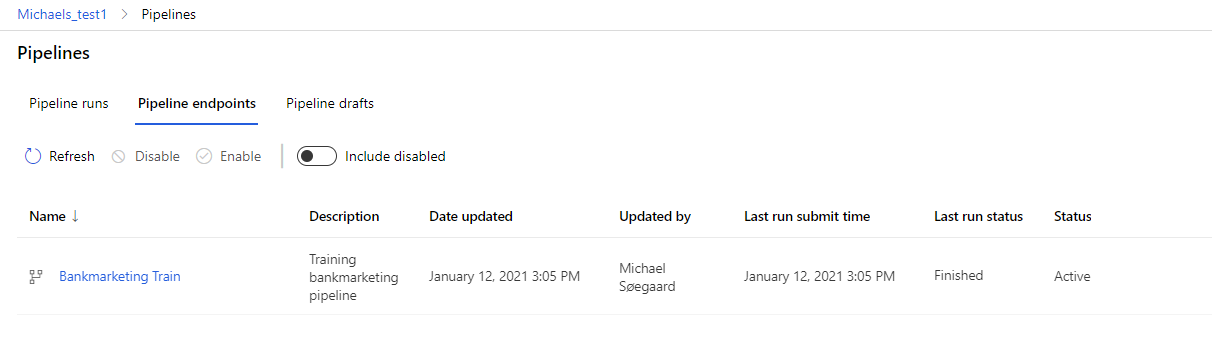 Michaels_test1 > Pipelines
Pipelines
Pipeline runs Pipeline endpoints Pipeline drafts
Refresh Disable Enable Include disabled
Name ↓ Description Date updated Updated by Last run submit time Last run status Status
Bankmarketing Train Training bankmarketing pipeline January 12, 2021 3:05 PM Michael Søegaard January 12, 2021 3:05 PM Finished Active